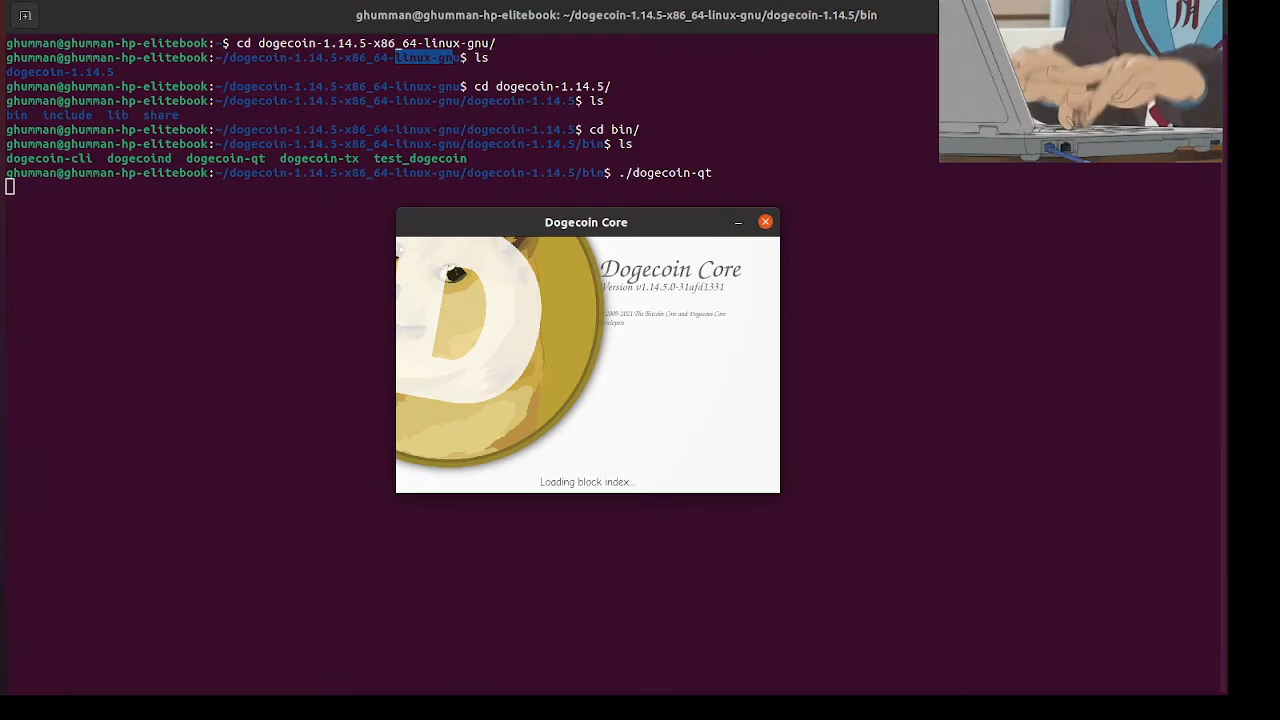 ghumman@ghumman-hp-elitebook: ~/dogecoin-1.14.5-x86_64-linux-gnu/dogecoin-1.14.5/bin
ghumman@ghumman-hp-elitebook:~$ cd dogecoin-1.14.5-x86_64-linux-gnu/
ghumman@ghumman-hp-elitebook:~/dogecoin-1.14.5-x86_64-linux-gnu$ ls
dogecoin-1.14.5
ghumman@ghumman-hp-elitebook:~/dogecoin-1.14.5-x86_64-linux-gnu$ cd dogecoin-1.14.5/
ghumman@ghumman-hp-elitebook:~/dogecoin-1.14.5-x86_64-linux-gnu/dogecoin-1.14.5$ ls
bin include lib share
ghumman@ghumman-hp-elitebook:~/dogecoin-1.14.5-x86_64-linux-gnu/dogecoin-1.14.5$ cd bin/
ghumman@ghumman-hp-elitebook:~/dogecoin-1.14.5-x86_64-linux-gnu/dogecoin-1.14.5/bin$ ls
dogecoin-cli dogecoind dogecoin-qt dogecoin-tx test_dogecoin
ghumman@ghumman-hp-elitebook:~/dogecoin-1.14.5-x86_64-linux-gnu/dogecoin-1.14.5/bin$ ./dogecoin-qt
Dogecoin Core
Dogecoin Core
Version v1.14.5.0-31afd1331
2009-2021 The Bitcoin Core and Dogecoin Core
Loading block index...